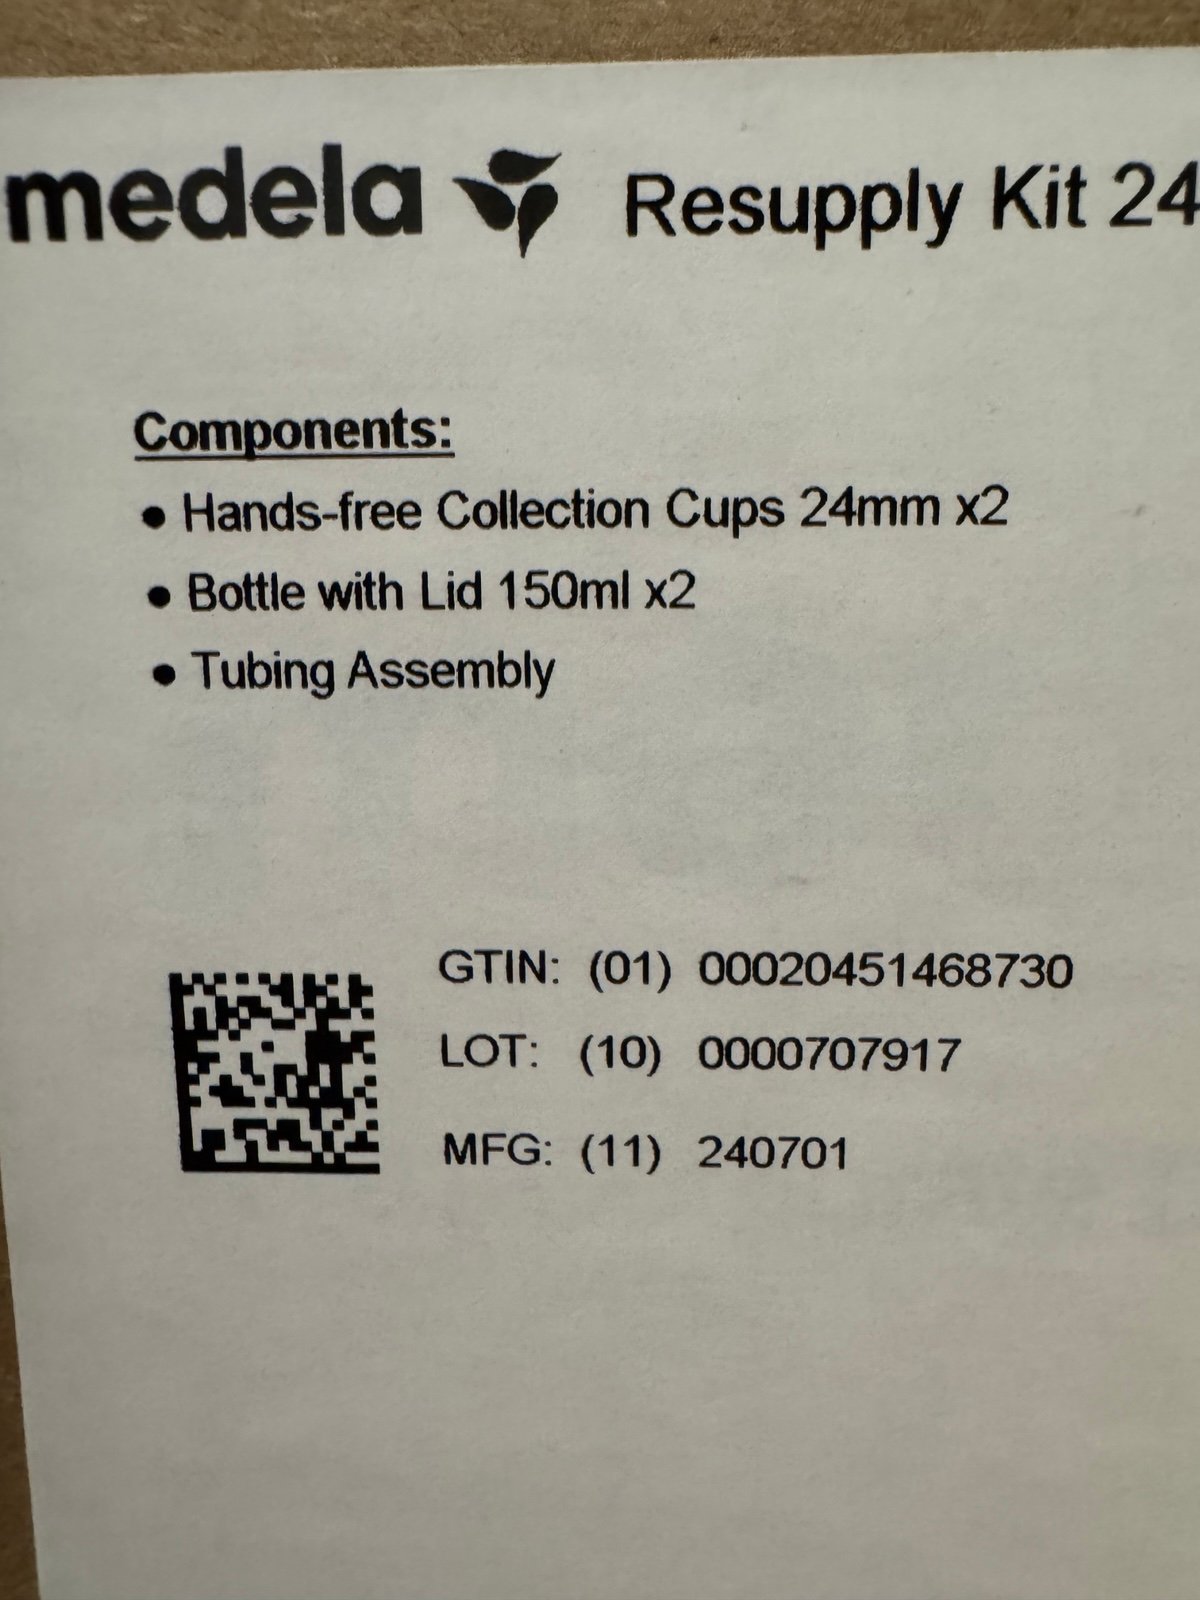 medela Resupply Kit 24
Components:
• Hands-free Collection Cups 24mm x2
• Bottle with Lid 150ml x2
• Tubing Assembly
GTIN: (01) 00020451468730
LOT: (10) 0000707917
MFG: (11) 240701